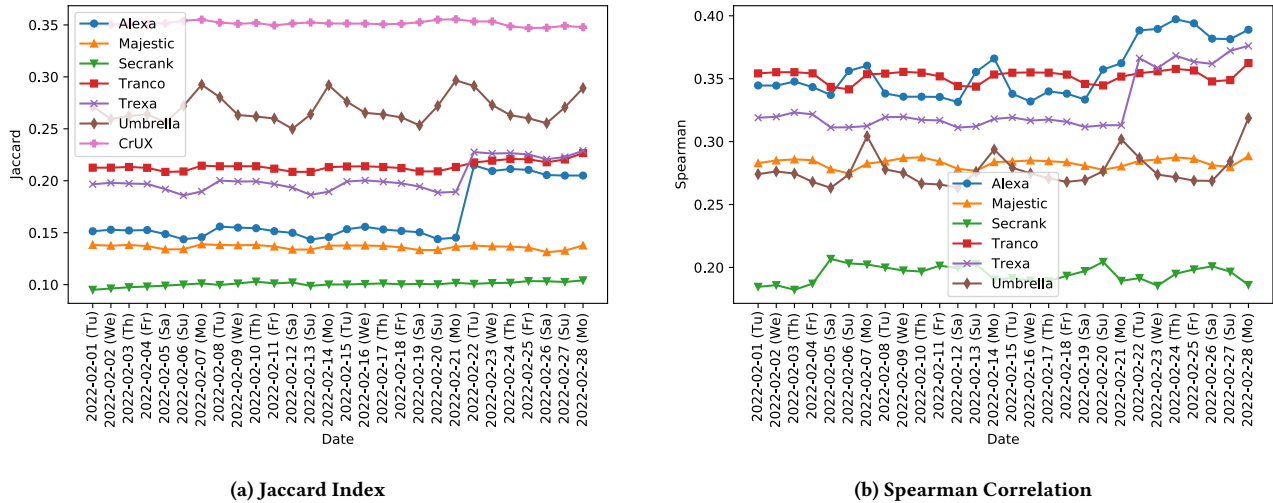 0.35
0.30
0.25
0.20
0.15
0.10
Jaccard
Alexa
Majestic
Secrank
Tranco
Trexa
Umbrella
CrUX
2022-02-01 (Tu)
2022-02-02 (We)
2022-02-03 (Th)
2022-02-04 (Fr)
2022-02-05 (Sa)
2022-02-06 (Su)
2022-02-07 (Mo)
2022-02-08 (Tu)
2022-02-09 (We)
2022-02-10 (Th)
2022-02-11 (Fr)
2022-02-12 (Sa)
2022-02-13 (Su)
2022-02-14 (Mo)
2022-02-15 (Tu)
2022-02-16 (We)
2022-02-17 (Th)
2022-02-18 (Fr)
2022-02-19 (Sa)
2022-02-20 (Su)
2022-02-21 (Mo)
2022-02-22 (Tu)
2022-02-23 (We)
2022-02-24 (Th)
2022-02-25 (Fr)
2022-02-26 (Sa)
2022-02-27 (Su)
2022-02-28 (Mo)
Date
(a) Jaccard Index
0.40
0.35
0.30
0.25
0.20
Spearman
Alexa
Majestic
Secrank
Tranco
Trexa
Umbrella
2022-02-01 (Tu)
2022-02-02 (We)
2022-02-03 (Th)
2022-02-04 (Fr)
2022-02-05 (Sa)
2022-02-06 (Su)
2022-02-07 (Mo)
2022-02-08 (Tu)
2022-02-09 (We)
2022-02-10 (Th)
2022-02-11 (Fr)
2022-02-12 (Sa)
2022-02-13 (Su)
2022-02-14 (Mo)
2022-02-15 (Tu)
2022-02-16 (We)
2022-02-17 (Th)
2022-02-18 (Fr)
2022-02-19 (Sa)
2022-02-20 (Su)
2022-02-21 (Mo)
2022-02-22 (Tu)
2022-02-23 (We)
2022-02-24 (Th)
2022-02-25 (Fr)
2022-02-26 (Sa)
2022-02-27 (Su)
2022-02-28 (Mo)
Date
(b) Spearman Correlation